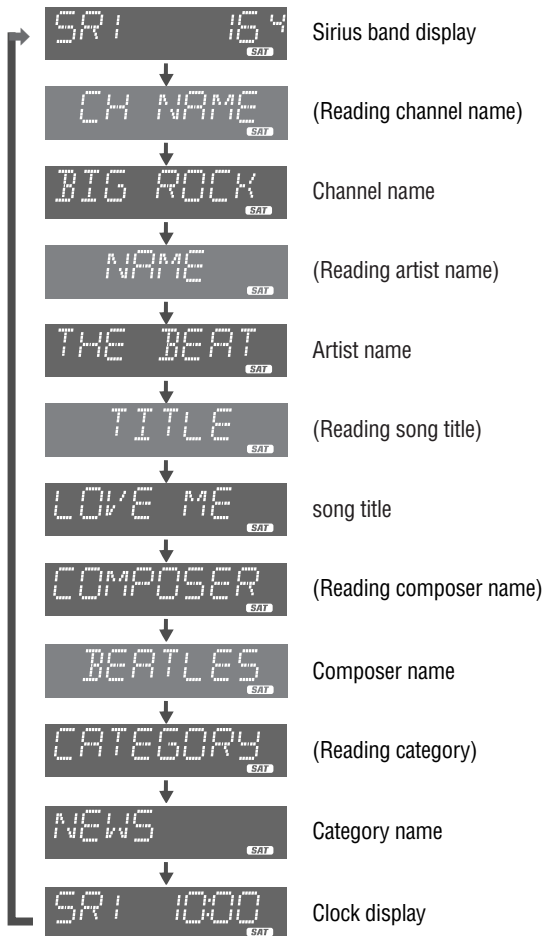 SR1 164 Sirius band display
SAT
CH NAME (Reading channel name)
SAT
BIG ROCK Channel name
SAT
NAME (Reading artist name)
SAT
THE BEAT Artist name
SAT
TITLE (Reading song title)
SAT
LOVE ME song title
SAT
COMPOSER (Reading composer name)
SAT
BEATLES Composer name
SAT
CATEGORY (Reading category)
SAT
NEWS Category name
SAT
SR1 10:00 Clock display
SAT